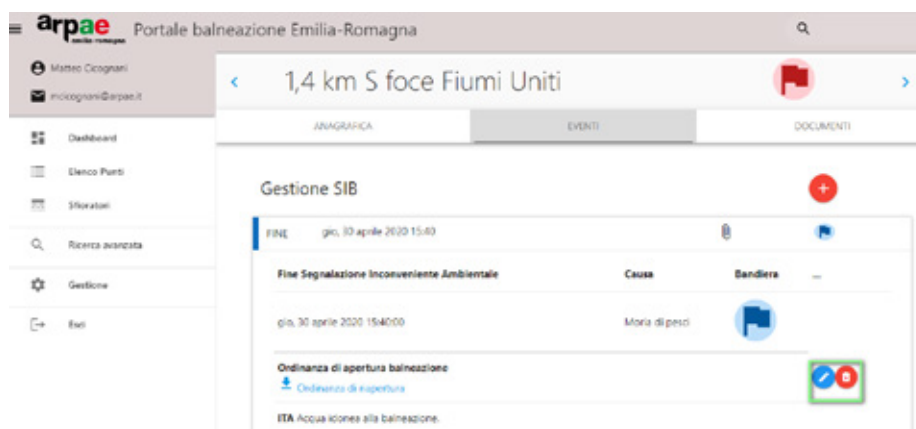 arpae
emilia-romagna
Portale balneazione Emilia-Romagna
Matteo Cicognani
mcicognani@arpae.it
Dashboard
Elenco Punti
Sfioratori
Ricerca avanzata
Gestione
Esci
1,4 km S foce Fiumi Uniti
ANAGRAFICA EVENTI DOCUMENTI
Gestione SIB
FINE gio, 30 aprile 2020 15:40
Fine Segnalazione Inconveniente Ambientale Causa Bandiera ...
gio, 30 aprile 2020 15:40:00 Moria di pesci
Ordinanza di apertura balneazione
Ordinanza di riapertura
ITA Acqua idonea alla balneazione.